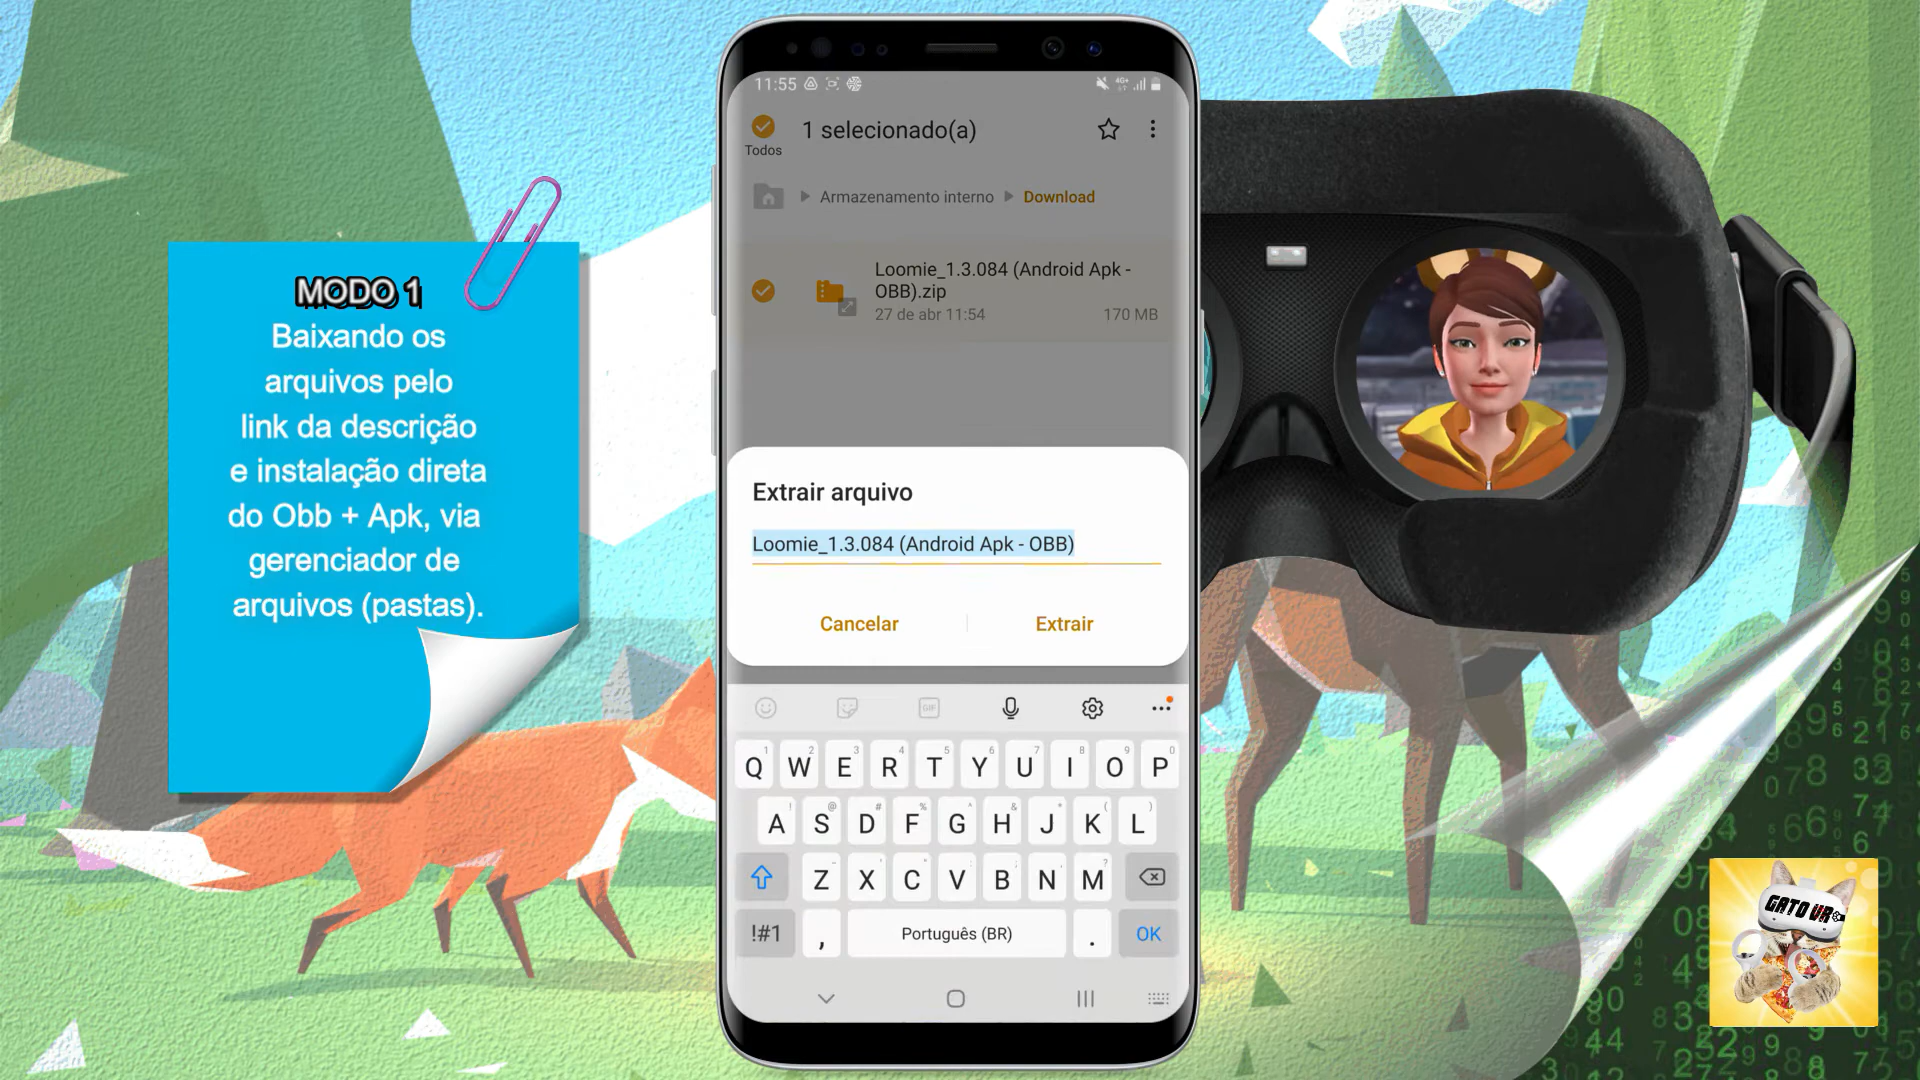 MODO 1
Baixando os
arquivos pelo
link da descrição
e instalação direta
do Obb + Apk, via
gerenciador de
arquivos (pastas).
11:55
Todos
1 selecionado(a)
Armazenamento interno
Download
Loomie_1.3.084 (Android Apk -
OBB).zip
27 de abr 11:54
170 MB
Extrair arquivo
Loomie_1.3.084 (Android Apk - OBB)
Cancelar
Extrair
GIF
Q W E R T Y U I O P
A S D F G H J K L
Z X C V B N M
!#1 , Português (BR) . OK
GATO VR